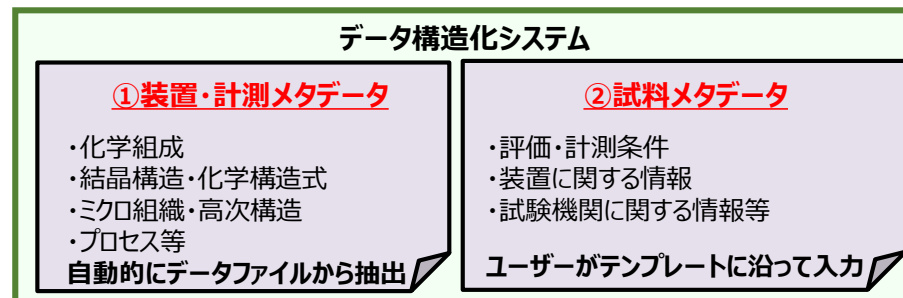 データ構造化システム
①装置・計測メタデータ
・化学組成
・結晶構造・化学構造式
・ミクロ組織・高次構造
・プロセス等
自動的にデータファイルから抽出
②試料メタデータ
・評価・計測条件
・装置に関する情報
・試験機関に関する情報等
ユーザーがテンプレートに沿って入力